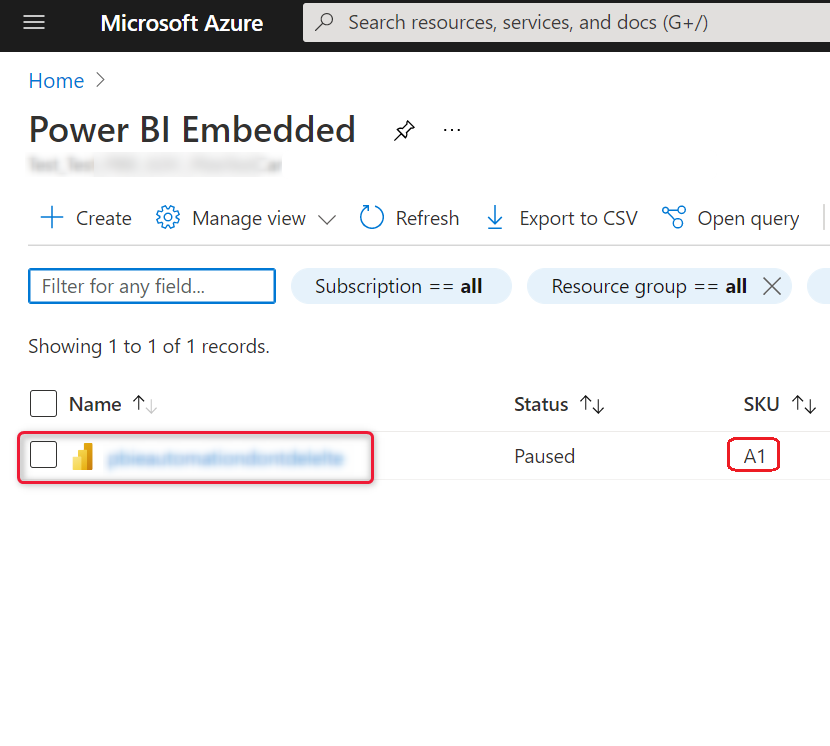 Microsoft Azure
Search resources, services, and docs (G+/)
Home
Power BI Embedded
Create Manage view Refresh Export to CSV Open query
Filter for any field... Subscription == all Resource group == all
Showing 1 to 1 of 1 records.
Name Status SKU
Paused A1